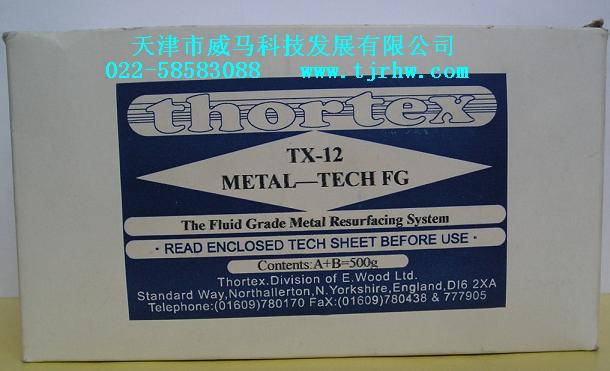 天津市威马科技发展有限公司
022-58583088 www.tjrhw.com
thortex
TX-12
METAL—TECH FG
The Fluid Grade Metal Resurfacing System
· READ ENCLOSED TECH SHEET BEFORE USE ·
Contents:A+B=500g
Thortex.Division of E.Wood Ltd.
Standard Way,Northallerton,N.Yorkshire,England,DI6 2XA
Telephone:(01609)780170 FaX:(01609)780438 & 777905